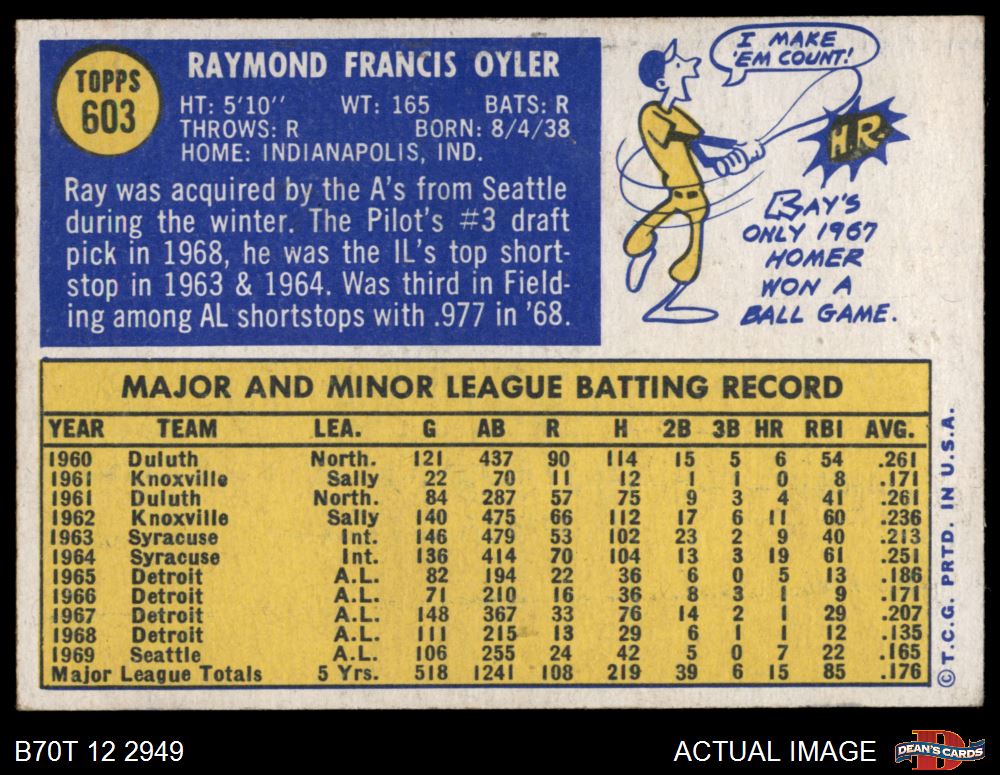 TOPPS
603
RAYMOND FRANCIS OYLER
HT: 5'10" WT: 165 BATS: R
THROWS: R BORN: 8/4/38
HOME: INDIANAPOLIS, IND.
Ray was acquired by the A's from Seattle
during the winter. The Pilot's #3 draft
pick in 1968, he was the IL's top short-
stop in 1963 & 1964. Was third in Field-
ing among AL shortstops with .977 in '68.
I MAKE
'EM COUNT!
H.R.
RAY'S
ONLY 1967
HOMER
WON A
BALL GAME.
MAJOR AND MINOR LEAGUE BATTING RECORD
YEAR TEAM LEA. G AB R H 2B 3B HR RBI AVG.
1960 Duluth North. 121 437 90 114 15 5 6 54 .261
1961 Knoxville Sally 22 70 11 12 1 1 0 8 .171
1961 Duluth North. 84 287 57 75 9 3 4 41 .261
1962 Knoxville Sally 140 475 66 112 17 6 11 60 .236
1963 Syracuse Int. 146 479 53 102 23 2 9 40 .213
1964 Syracuse Int. 136 414 70 104 13 3 19 61 .251
1965 Detroit A.L. 82 194 22 36 6 0 5 13 .186
1966 Detroit A.L. 71 210 16 36 8 3 1 9 .171
1967 Detroit A.L. 148 367 33 76 14 2 1 29 .207
1968 Detroit A.L. 111 215 13 29 6 1 1 12 .135
1969 Seattle A.L. 106 255 24 42 5 0 7 22 .165
Major League Totals 5 Yrs. 518 1241 108 219 39 6 15 85 .176
©T.C.G. PRTD. IN U.S.A.
B70T 12 2949
ACTUAL IMAGE
D
DEAN'S CARDS